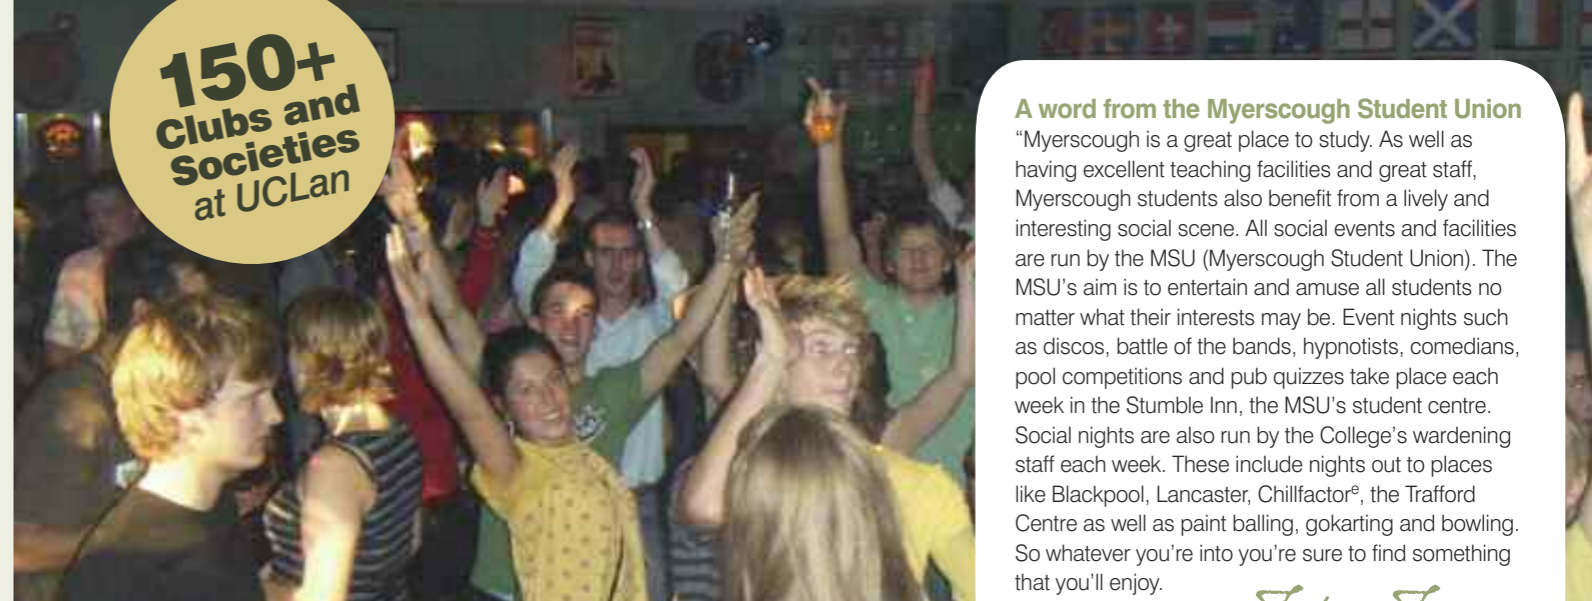 150+
Clubs and
Societies
at UCLan
A word from the Myerscough Student Union
“Myerscough is a great place to study. As well as
having excellent teaching facilities and great staff,
Myerscough students also benefit from a lively and
interesting social scene. All social events and facilities
are run by the MSU (Myerscough Student Union). The
MSU’s aim is to entertain and amuse all students no
matter what their interests may be. Event nights such
as discos, battle of the bands, hypnotists, comedians,
pool competitions and pub quizzes take place each
week in the Stumble Inn, the MSU’s student centre.
Social nights are also run by the College’s wardening
staff each week. These include nights out to places
like Blackpool, Lancaster, Chillfactorᵉ, the Trafford
Centre as well as paint balling, gokarting and bowling.
So whatever you’re into you’re sure to find something
that you’ll enjoy.